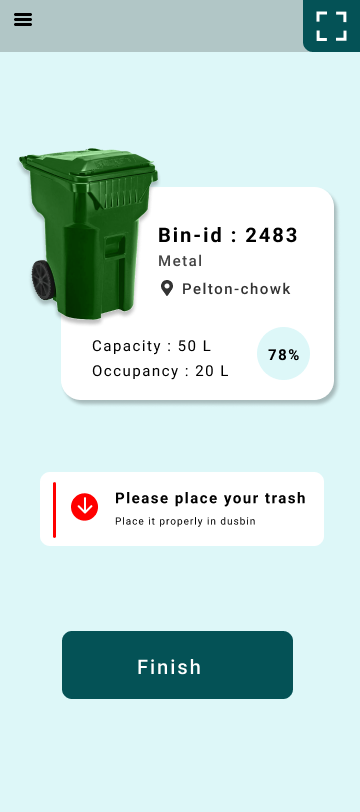 Bin-id : 2483
Metal
Pelton-chowk
Capacity : 50 L
Occupancy : 20 L
78%
Please place your trash
Place it properly in dusbin
Finish